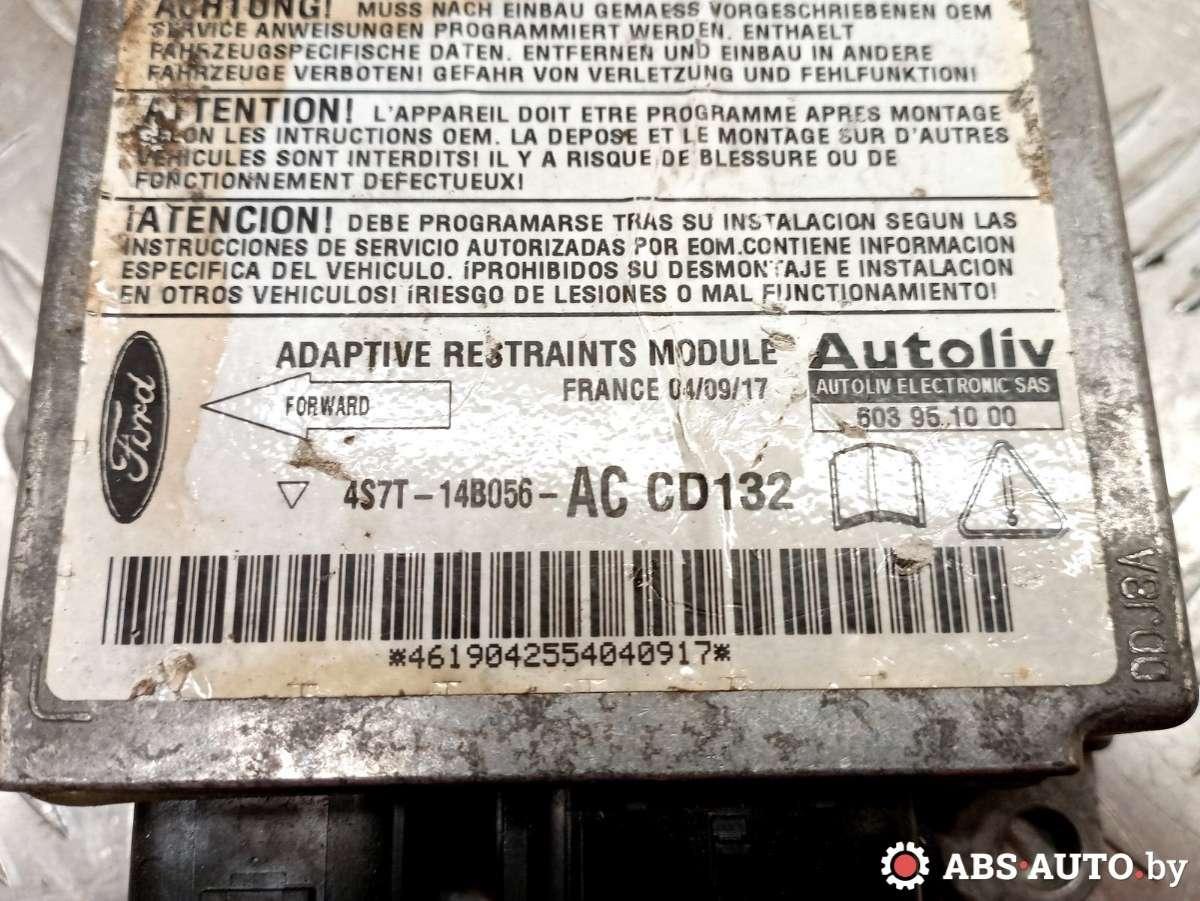 ACHTUNG! MUSS NACH EINBAU GEMAESS VORGESCHRIEBENEN OEM
SERVICE ANWEISUNGEN PROGRAMMIERT WERDEN. ENTHAELT
FAHRZEUGSPEZIFISCHE DATEN. ENTFERNEN UND EINBAU IN ANDERE
FAHRZEUGE VERBOTEN! GEFAHR VON VERLETZUNG UND FEHLFUNKTION!
ATTENTION! L'APPAREIL DOIT ETRE PROGRAMME APRES MONTAGE
SELON LES INTRUCTIONS OEM. LA DEPOSE ET LE MONTAGE SUR D'AUTRES
VEHICULES SONT INTERDITS! IL Y A RISQUE DE BLESSURE OU DE
FONCTIONNEMENT DEFECTUEUX!
¡ATENCION! DEBE PROGRAMARSE TRAS SU INSTALACION SEGUN LAS
INSTRUCCIONES DE SERVICIO AUTORIZADAS POR EOM.CONTIENE INFORMACION
ESPECIFICA DEL VEHICULO. ¡PROHIBIDOS SU DESMONTAJE E INSTALACION
EN OTROS VEHICULOS! ¡RIESGO DE LESIONES O MAL FUNCTIONAMIENTO!
ADAPTIVE RESTRAINTS MODULE
Autoliv
FRANCE 04/09/17
AUTOLIV ELECTRONIC SAS
Ford
FORWARD
603 95 10 00
4S7T-14B056-AC CD132
*4619042554040917*
DDJ8A
ABS-AUTO.by